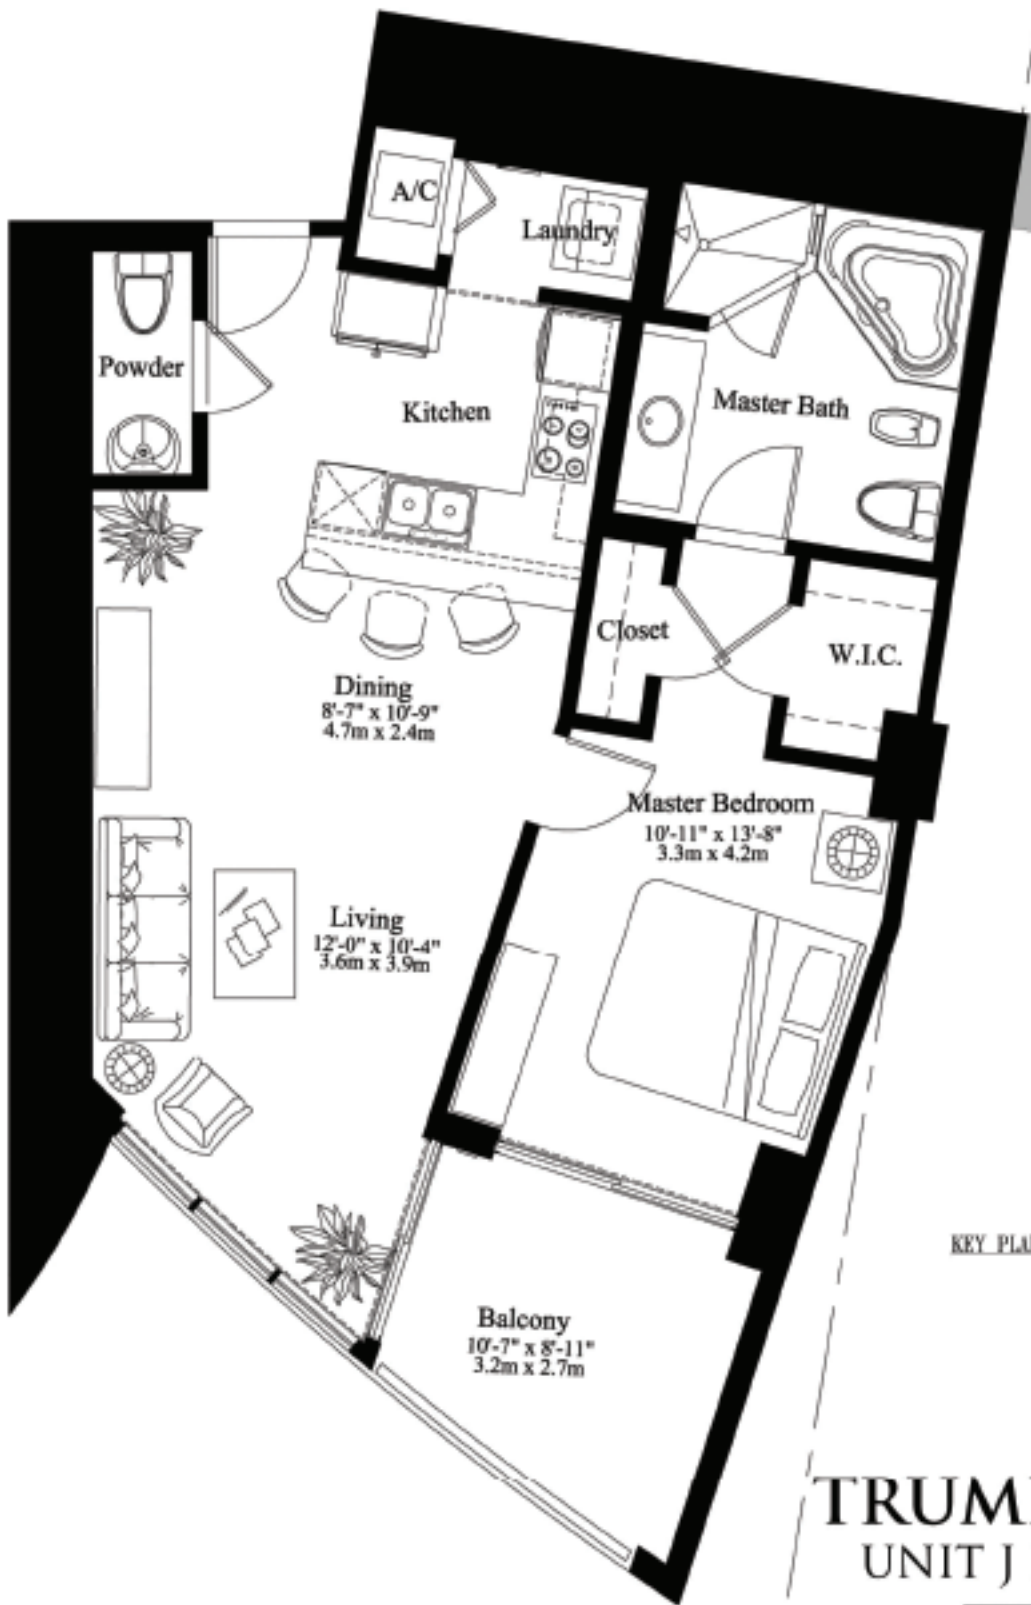 A/C
Laundry
Powder
Kitchen
Master Bath
Closet
W.I.C.
Dining
8'-7" x 10'-9"
4.7m x 2.4m
Master Bedroom
10'-11" x 13'-8"
3.3m x 4.2m
Living
12'-0" x 10'-4"
3.6m x 3.9m
KEY PLA
Balcony
10'-7" x 8'-11"
3.2m x 2.7m
TRUM
UNIT J